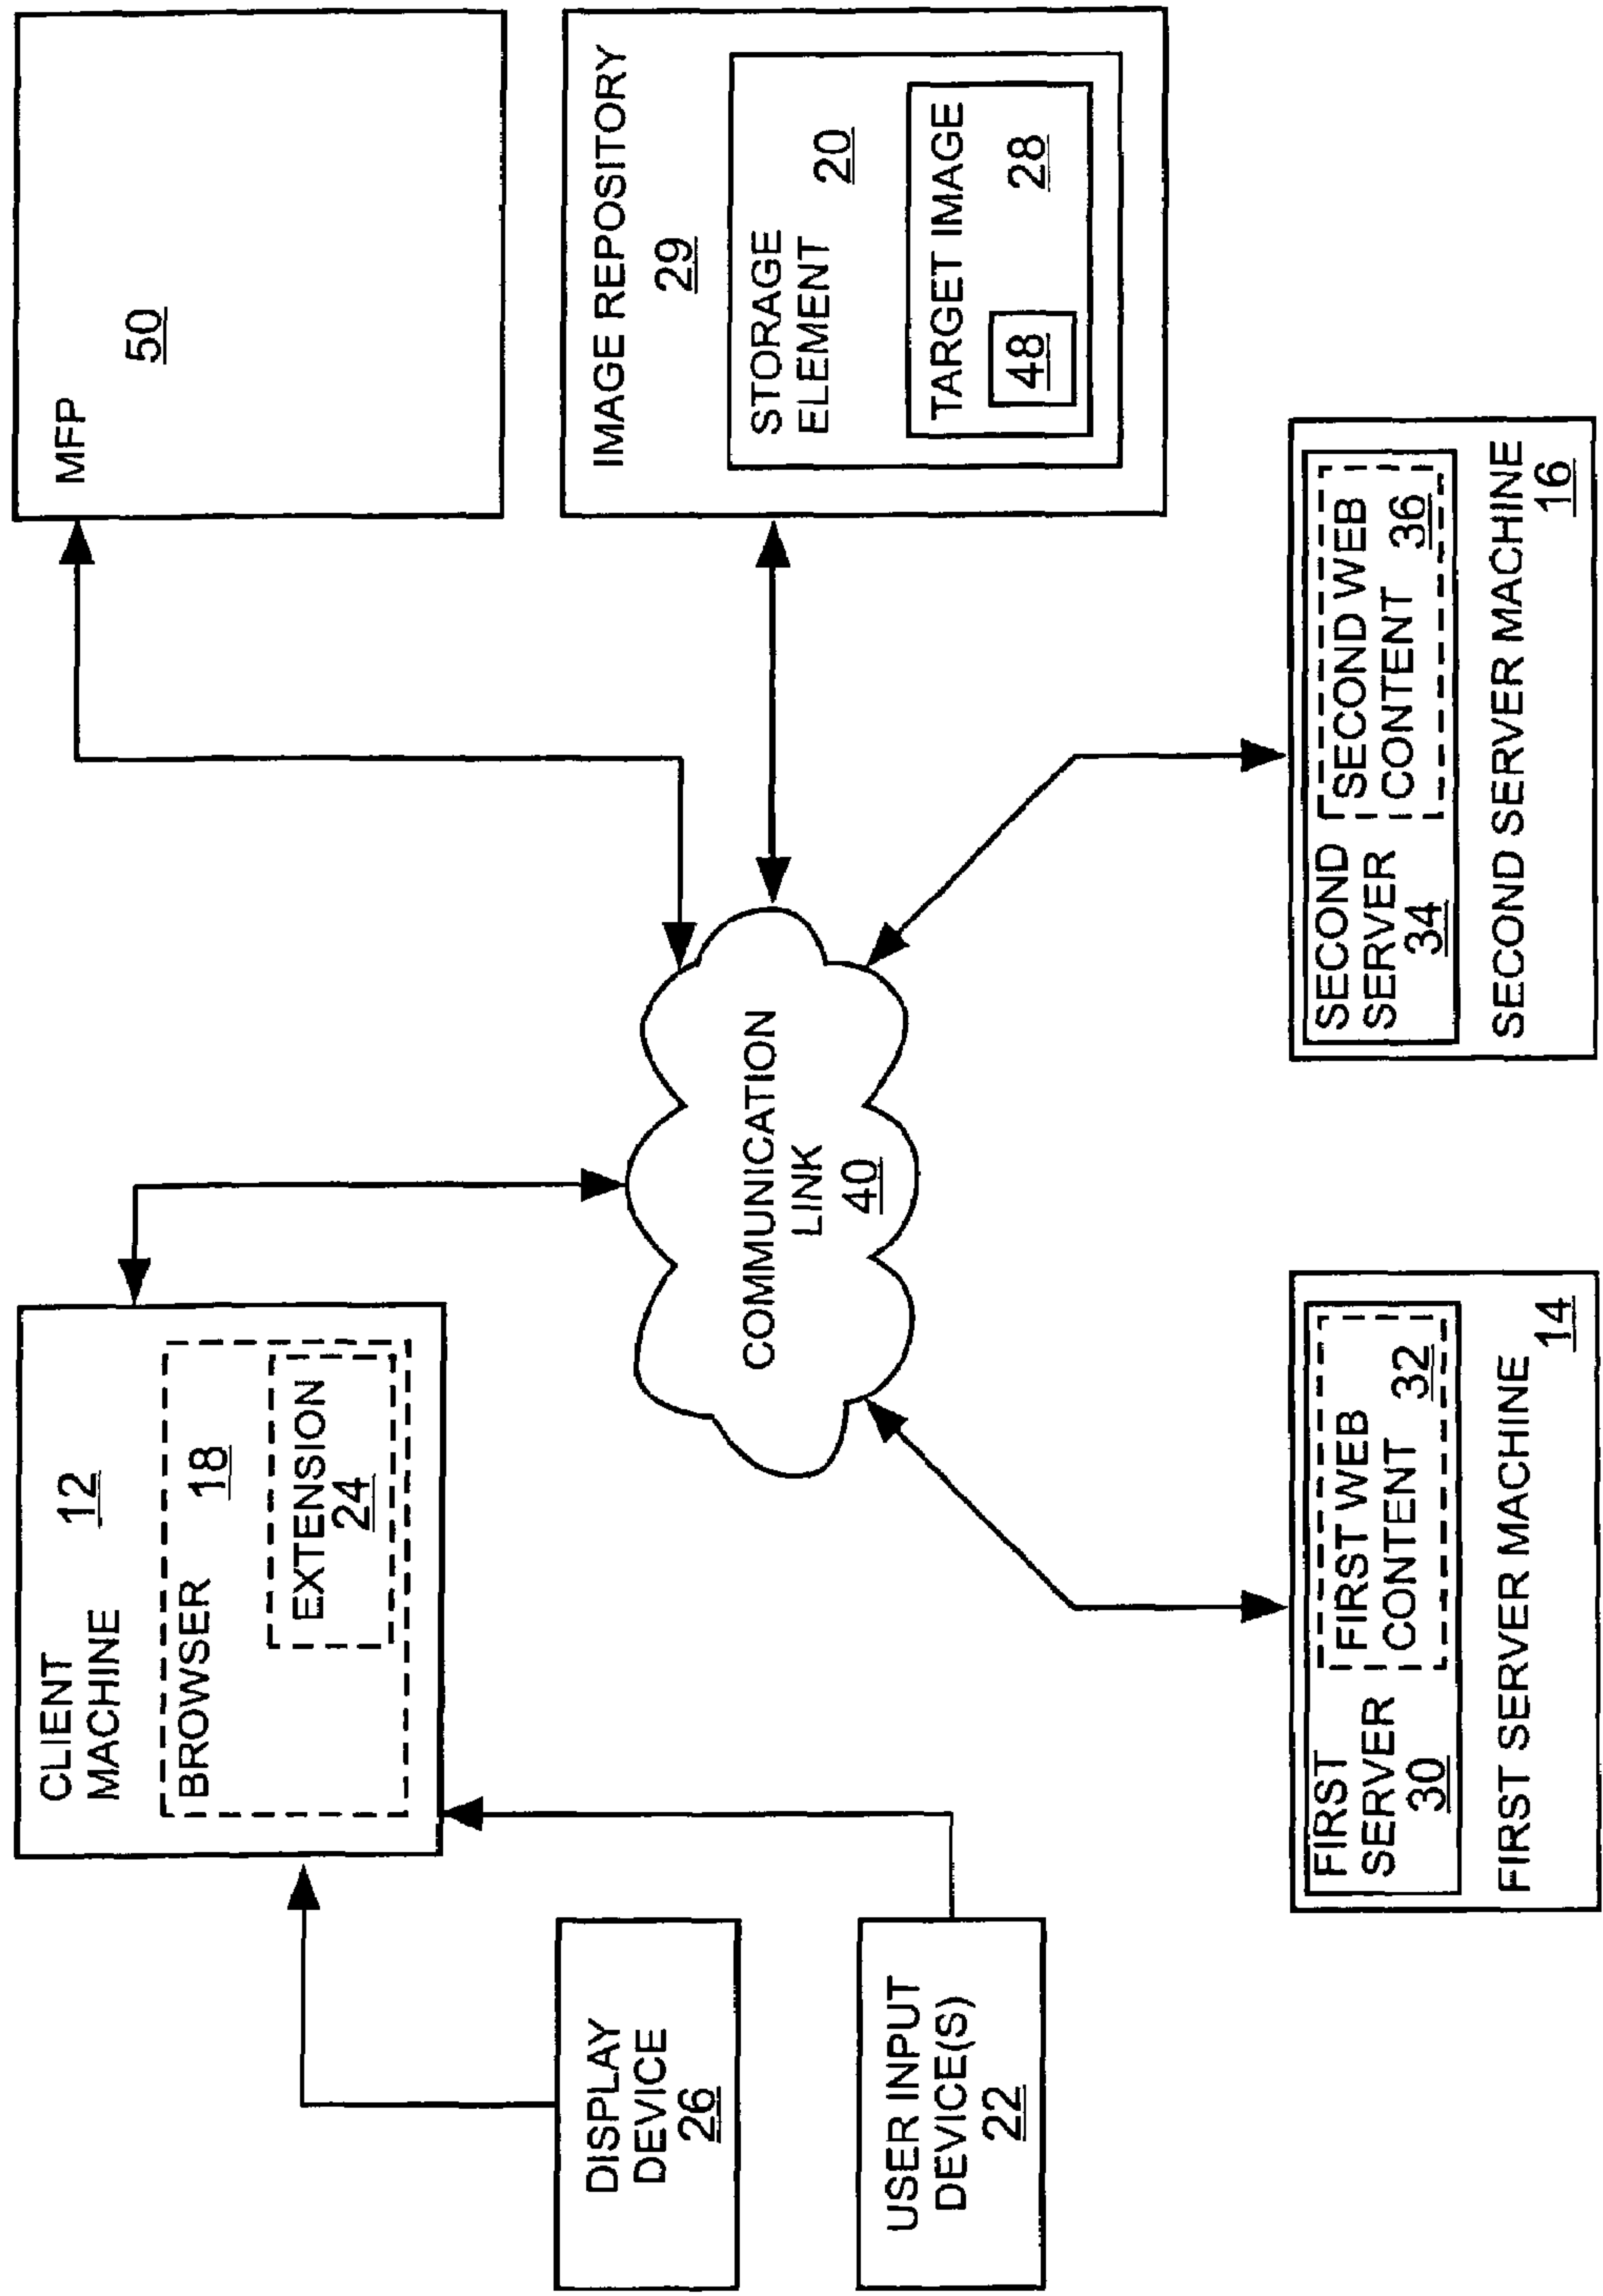 CLIENT
MACHINE
12
BROWSER
18
EXTENSION
24
MFP
50
DISPLAY
DEVICE
26
USER INPUT
DEVICE(S)
22
COMMUNICATION
LINK
40
IMAGE REPOSITORY
29
STORAGE
ELEMENT
20
TARGET IMAGE
28
48
FIRST
SERVER
30
FIRST WEB
CONTENT
32
FIRST SERVER MACHINE
14
SECOND
SERVER
34
SECOND WEB
CONTENT
36
SECOND SERVER MACHINE
16